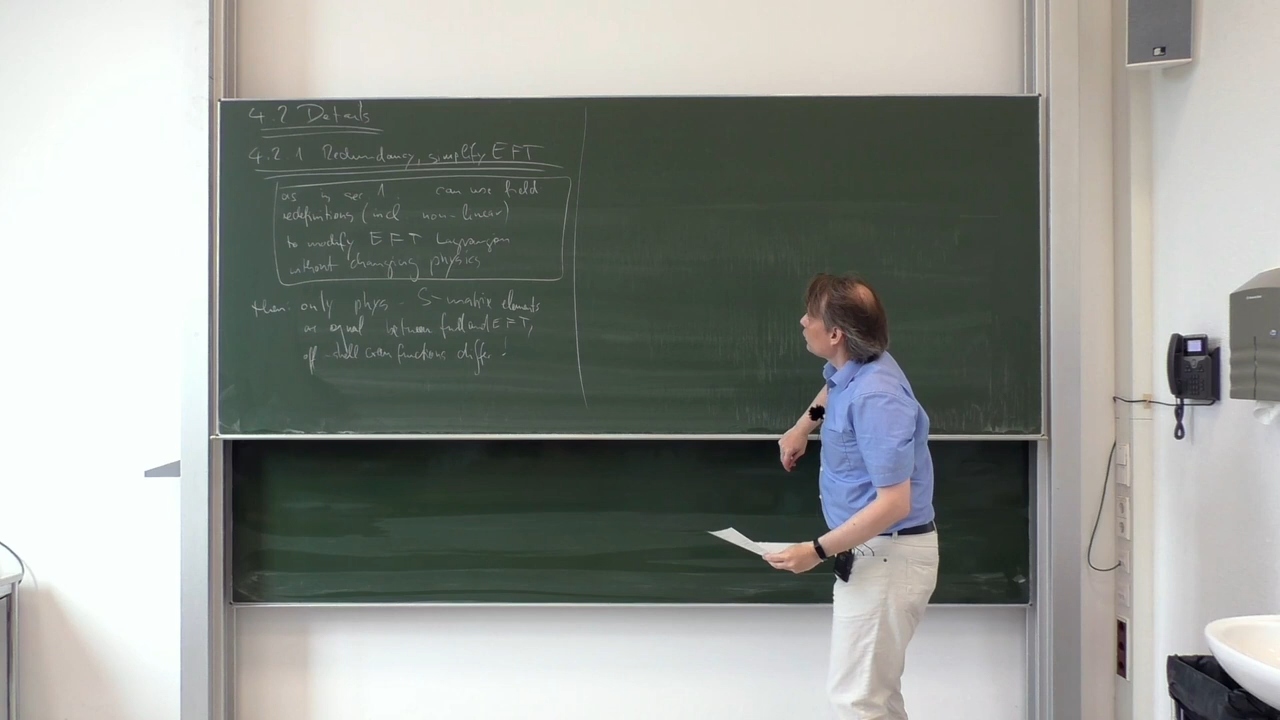 4.2 Details
4.2.1 Redundancy, simplify EFT
as in sec 1: can use field
redefinitions (incl non-linear)
to modify EFT Lagrangian
without changing physics
then: only phys. S-matrix elements
as equal between full and EFT,
off-shell corr functions differ!